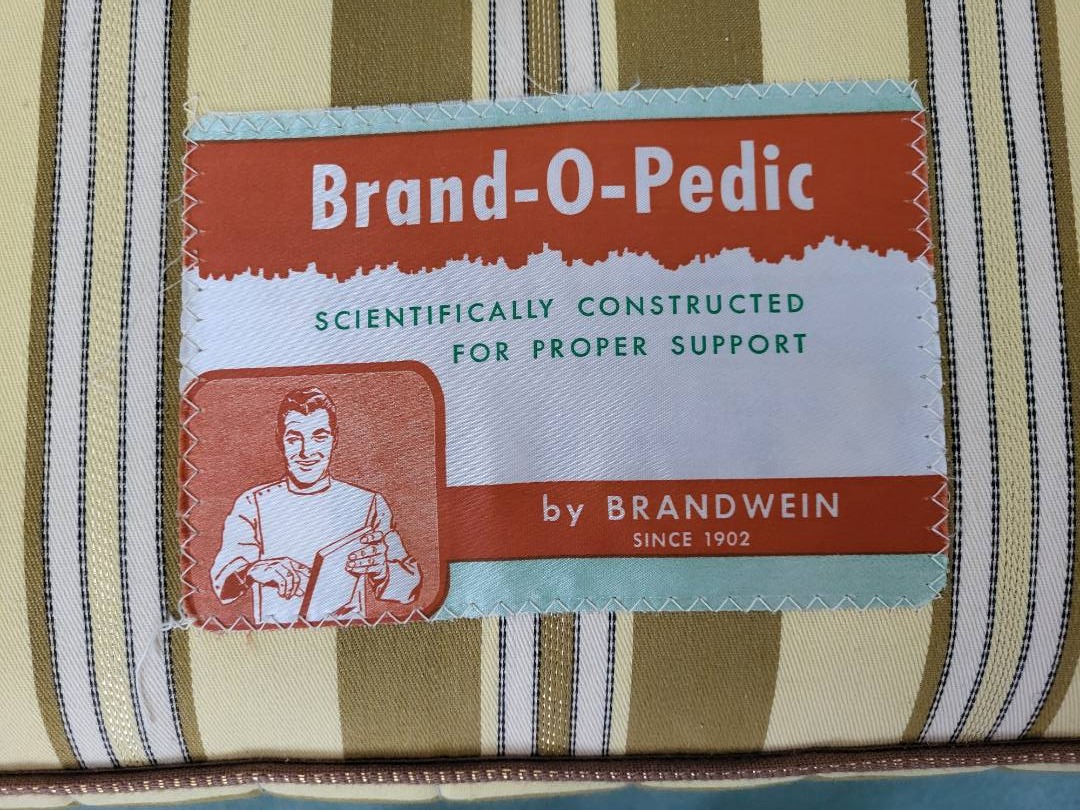 Brand-O-Pedic
SCIENTIFICALLY CONSTRUCTED
FOR PROPER SUPPORT
by BRANDWEIN
SINCE 1902